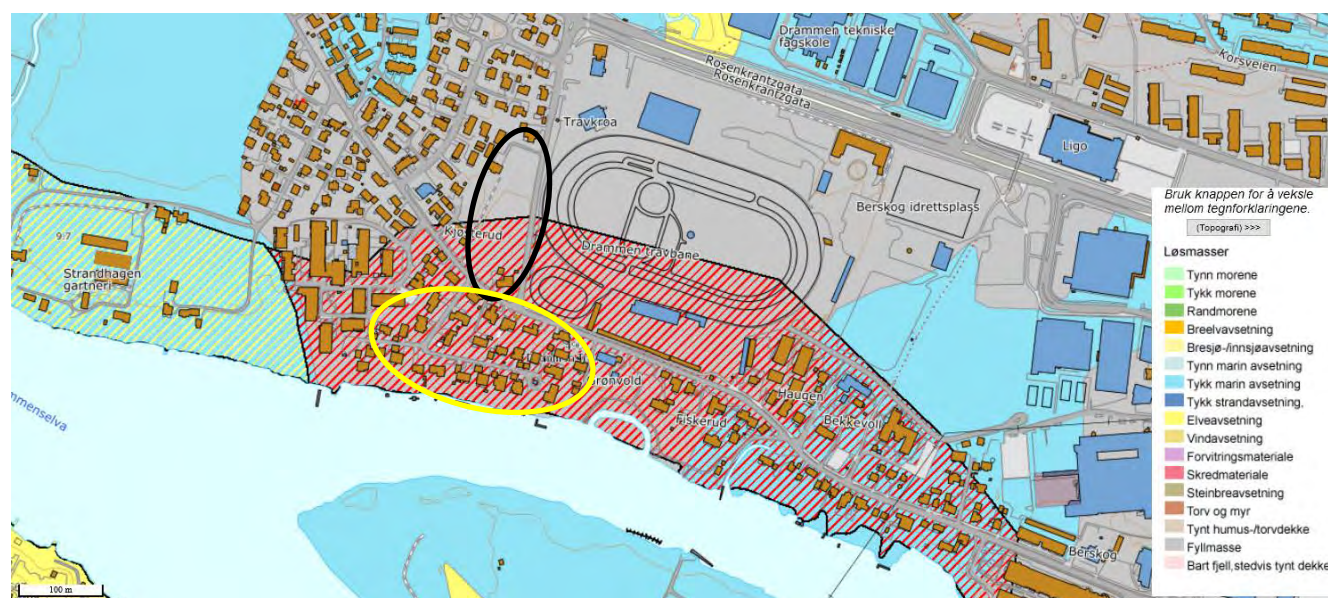 Drammen tekniske
fagskole
Korsveien
Rosenkrantzgata
Rosenkrantzgata
Travkroa
Ligo
Berskog idrettsplass
Kjøsterud
Drammen travbane
9.7
Strandhagen
gartneri
Grønvold
Haugen
Fiskerud
Bekkevoll
mmenselva
Berskog
100 m
Bruk knappen for å veksle
mellom tegnforklaringene.
(Topografi) >>>
Løsmasser
Tynn morene
Tykk morene
Randmorene
Breelvavsetning
Bresjø-/innsjøavsetning
Tynn marin avsetning
Tykk marin avsetning
Tykk strandavsetning,
Elveavsetning
Vindavsetning
Forvitringsmateriale
Skredmateriale
Steinbreavsetning
Torv og myr
Tynt humus-/torvdekke
Fyllmasse
Bart fjell,stedvis tynt dekke